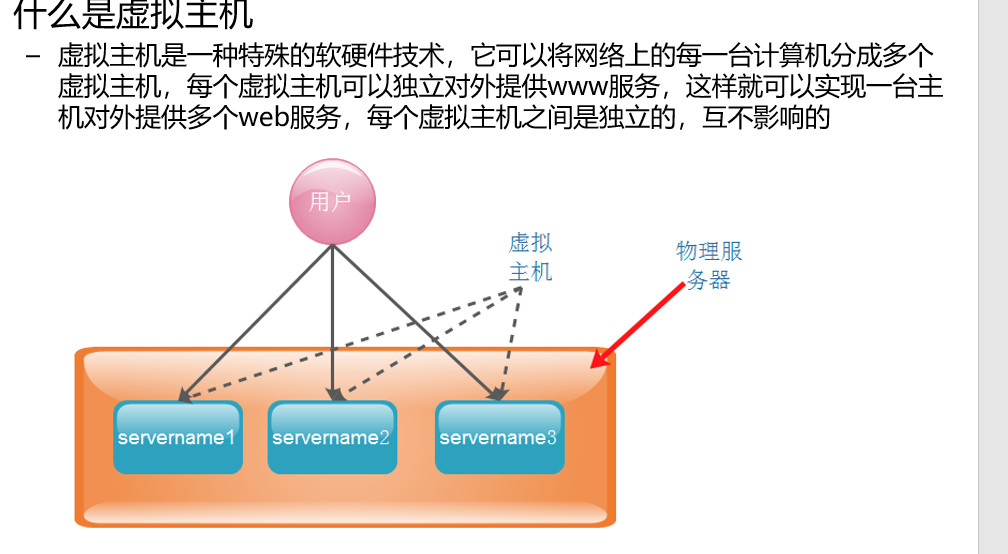 什么是虚拟主机
– 虚拟主机是一种特殊的软硬件技术，它可以将网络上的每一台计算机分成多个
虚拟主机，每个虚拟主机可以独立对外提供www服务，这样就可以实现一台主
机对外提供多个web服务，每个虚拟主机之间是独立的，互不影响的
用户
虚拟
主机
物理服
务器
servername1
servername2
servername3